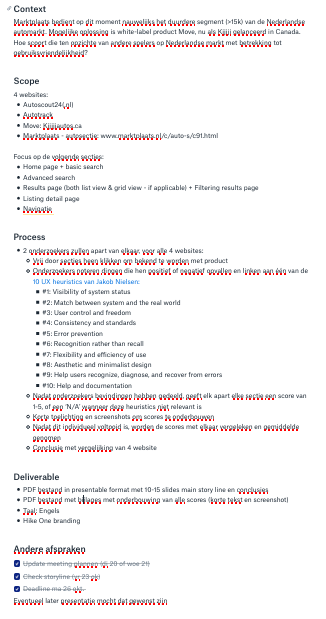 Context
Marktplaats bedient op dit moment nauwelijks het duurdere segment (>15k) van de Nederlandse
automarkt. Mogelijke oplossing is white-label product Move, nu als Kijiji gelanceerd in Canada.
Hoe scoort die ten opzichte van andere spelers op Nederlandse markt met betrekking tot
gebruiksvriendelijkheid?
Scope
4 websites:
Autoscout24(.nl)
Autotrack
Move: Kijijiautos.ca
Marktplaats - autosectie: www.marktplaats.nl/c/auto-s/c91.html
Focus op de volgende secties:
Home page + basic search
Advanced search
Results page (both list view & grid view - if applicable) + Filtering results page
Listing detail page
Navigatie
Process
2 onderzoekers zullen apart van elkaar, voor alle 4 websites:
Vrij door secties heen klikken om bekend te worden met product
Onderzoekers noteren dingen die hen positief of negatief opvallen en linken aan één van de
10 UX heuristics van Jakob Nielsen:
#1: Visibility of system status
#2: Match between system and the real world
#3: User control and freedom
#4: Consistency and standards
#5: Error prevention
#6: Recognition rather than recall
#7: Flexibility and efficiency of use
#8: Aesthetic and minimalist design
#9: Help users recognize, diagnose, and recover from errors
#10: Help and documentation
Nadat onderzoekers bevindingen hebben gedeeld, geeft elk apart elke sectie een score van
1-5, of een 'N/A' wanneer deze heuristics niet relevant is
Korte toelichting en screenshots om scores te onderbouwen
Nadat dit individueel voltooid is, worden de scores met elkaar vergeleken en gemiddelde
genomen
Conclusie met vergelijking van 4 website
Deliverable
PDF bestand in presentable format met 10-15 slides main story line en conclusies
PDF bestand met bijlages met onderbouwing van alle scores (korte tekst en screenshot)
Taal: Engels
Hike One branding
Andere afspraken
Update meeting plannen (di 20 of woe 21)
Check storyline (vr 23 okt)
Deadline ma 26 okt.
Eventueel later presentatie mocht dat gewenst zijn